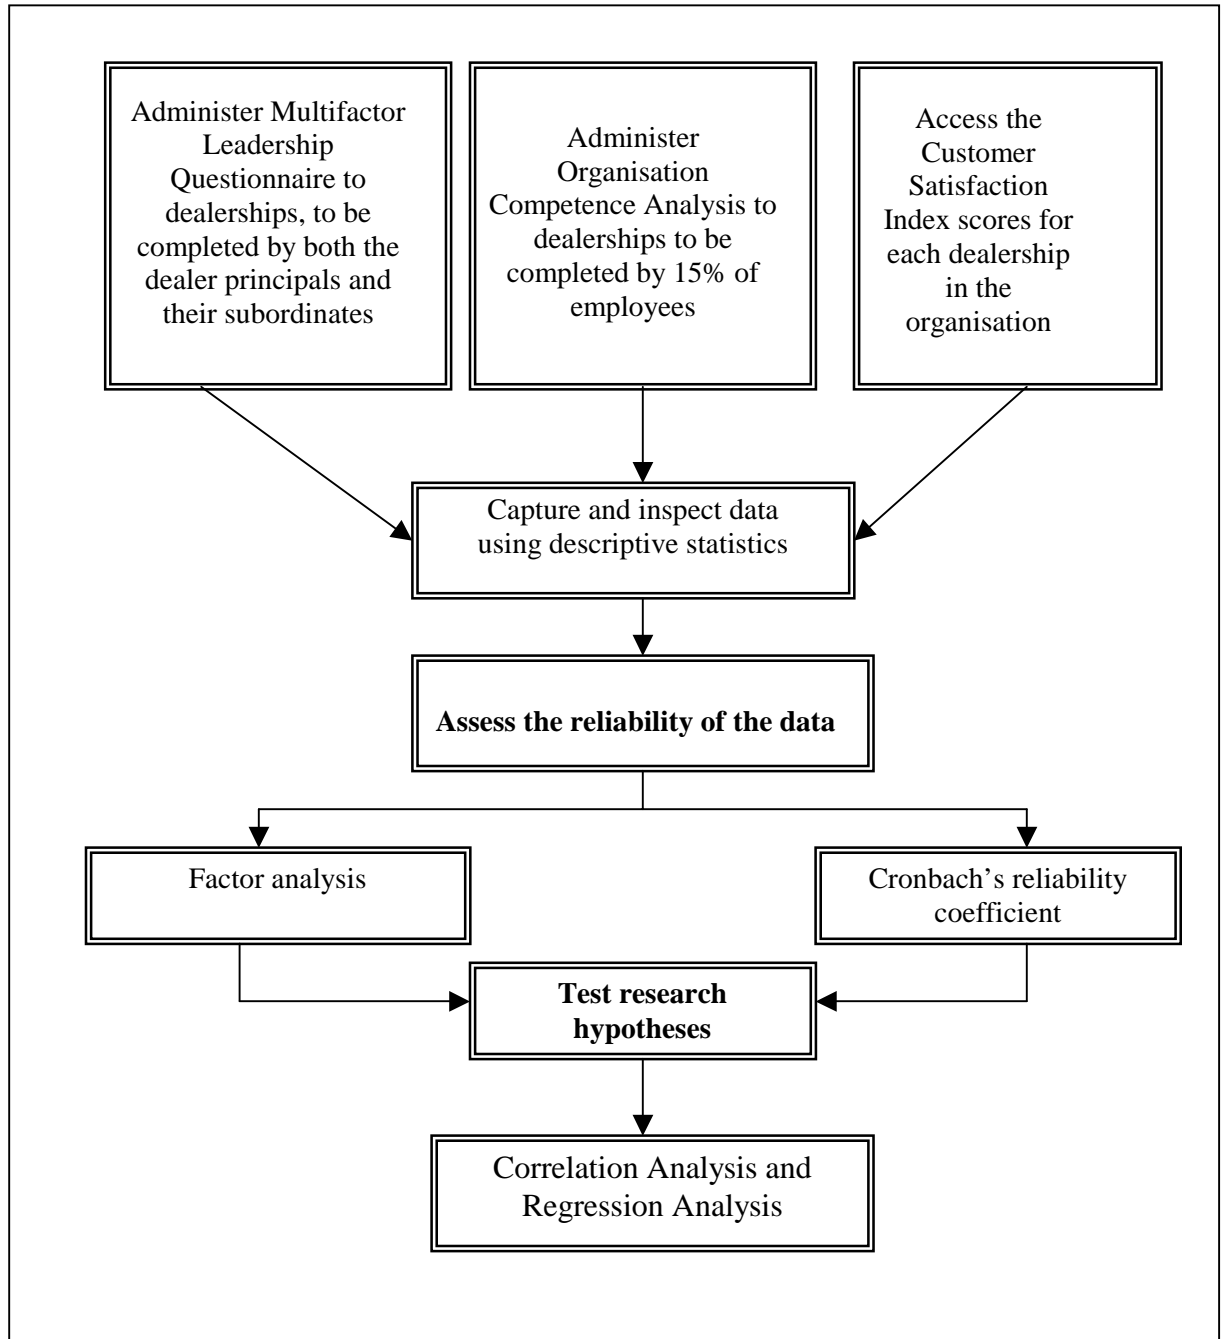 Administer Multifactor
Leadership
Questionnaire to
dealerships, to be
completed by both the
dealer principals and
their subordinates
Administer
Organisation
Competence Analysis to
dealerships to be
completed by 15% of
employees
Access the
Customer
Satisfaction
Index scores for
each dealership
in the
organisation
Capture and inspect data
using descriptive statistics
Assess the reliability of the data
Factor analysis
Cronbach’s reliability
coefficient
Test research
hypotheses
Correlation Analysis and
Regression Analysis